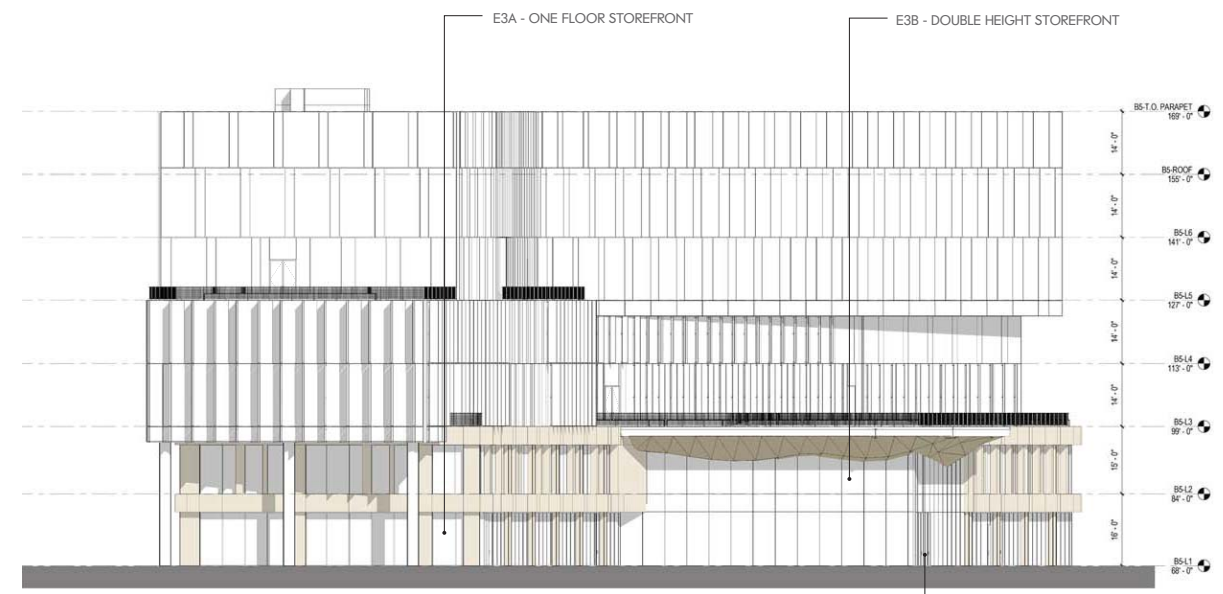 E3A - ONE FLOOR STOREFRONT
E3B - DOUBLE HEIGHT STOREFRONT
B5-T.O. PARAPET
169' - 0"
14' - 0"
B5-ROOF
155' - 0"
14' - 0"
B5-L6
141' - 0"
14' - 0"
B5-L5
127' - 0"
14' - 0"
B5-L4
113' - 0"
14' - 0"
B5-L3
99' - 0"
15' - 0"
B5-L2
84' - 0"
16' - 0"
B5-L1
68' - 0"